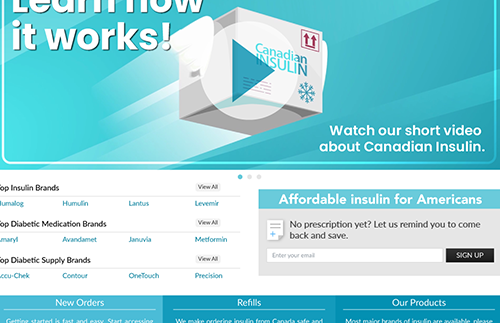 Learn how
it works!
Canadian
INSULIN
Watch our short video
about Canadian Insulin.
Top Insulin Brands View All
Humalog Humulin Lantus Levemir
Top Diabetic Medication Brands View All
Amaryl Avandamet Januvia Metformin
Top Diabetic Supply Brands View All
Accu-Chek Contour OneTouch Precision
Affordable insulin for Americans
No prescription yet? Let us remind you to come
back and save.
Enter your email SIGN UP
New Orders Refills Our Products
Getting started is fast and easy. Start accessing
We make ordering insulin from Canada safe and
Most major brands of insulin are available, please